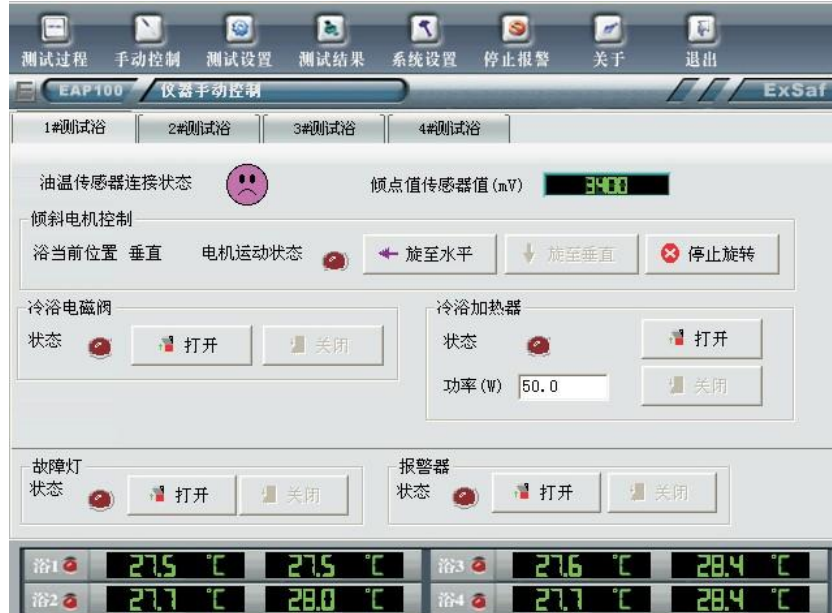 测试过程 手动控制 测试设置 测试结果 系统设置 停止报警 关于 退出
EAP100 仪器手动控制 ExSaf
1#测试浴 2#测试浴 3#测试浴 4#测试浴
油温传感器连接状态 倾点值传感器值(mV) 3400
倾斜电机控制
浴当前位置 垂直 电机运动状态 旋至水平 旋至垂直 停止旋转
冷浴电磁阀 冷浴加热器
状态 打开 关闭 状态 打开
功率(W) 50.0 关闭
故障灯 报警器
状态 打开 关闭 状态 打开 关闭
浴1 27.5 ℃ 27.5 ℃ 浴3 27.6 ℃ 28.4 ℃
浴2 27.7 ℃ 28.0 ℃ 浴4 27.7 ℃ 28.4 ℃